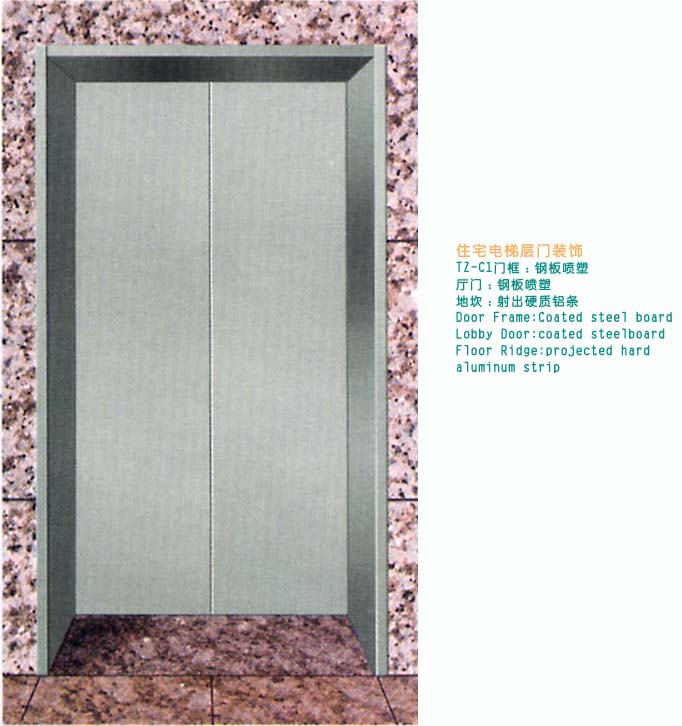 住宅电梯层门装饰
TZ-C1门框：钢板喷塑
厅门：钢板喷塑
地坎：射出硬质铝条
Door Frame:Coated steel board
Lobby Door:coated steelboard
Floor Ridge:projected hard
aluminum strip